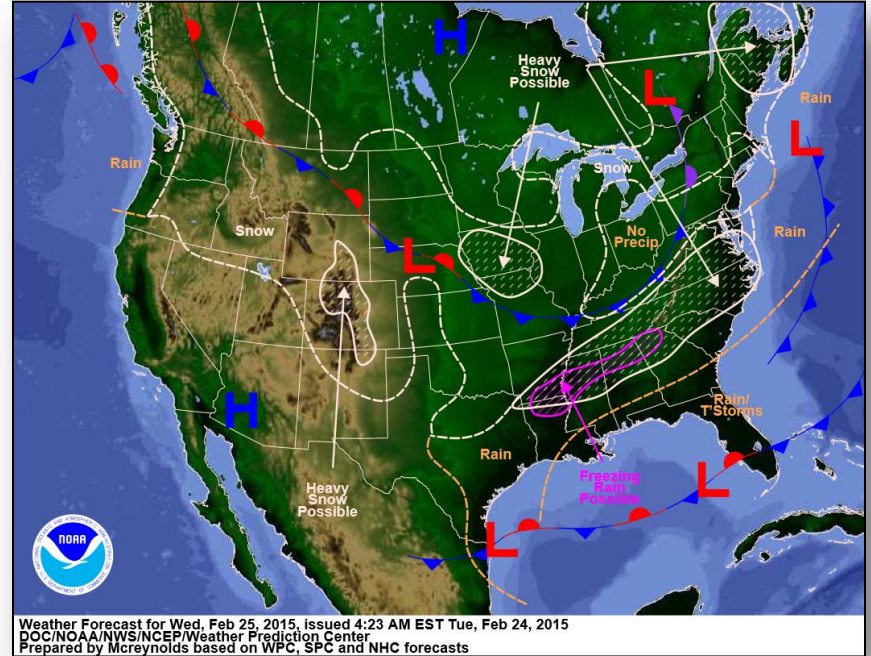 H
Heavy
Snow
Possible
L
Rain
L
Rain
Snow
Snow
No
Precip
Rain
L
H
Rain/
T'Storms
Rain
Heavy
Snow
Possible
Freezing
Rain
Possible
L
L
NOAA
Weather Forecast for Wed, Feb 25, 2015, issued 4:23 AM EST Tue, Feb 24, 2015
DOC/NOAA/NWS/NCEP/Weather Prediction Center
Prepared by Mcreynolds based on WPC, SPC and NHC forecasts